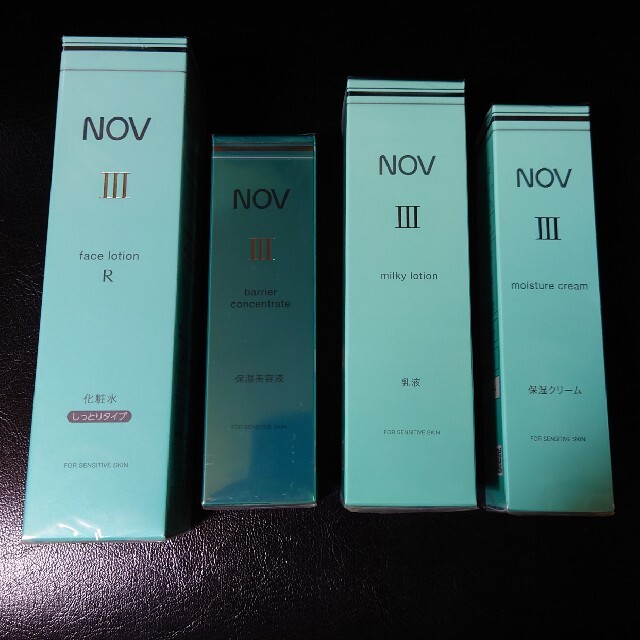 NOV
III
face lotion
R
化粧水
しっとりタイプ
FOR SENSITIVE SKIN
NOV
III
barrier
concentrate
保湿美容液
FOR SENSITIVE SKIN
NOV
III
milky lotion
乳液
FOR SENSITIVE SKIN
NOV
III
moisture cream
保湿クリーム
FOR SENSITIVE SKIN